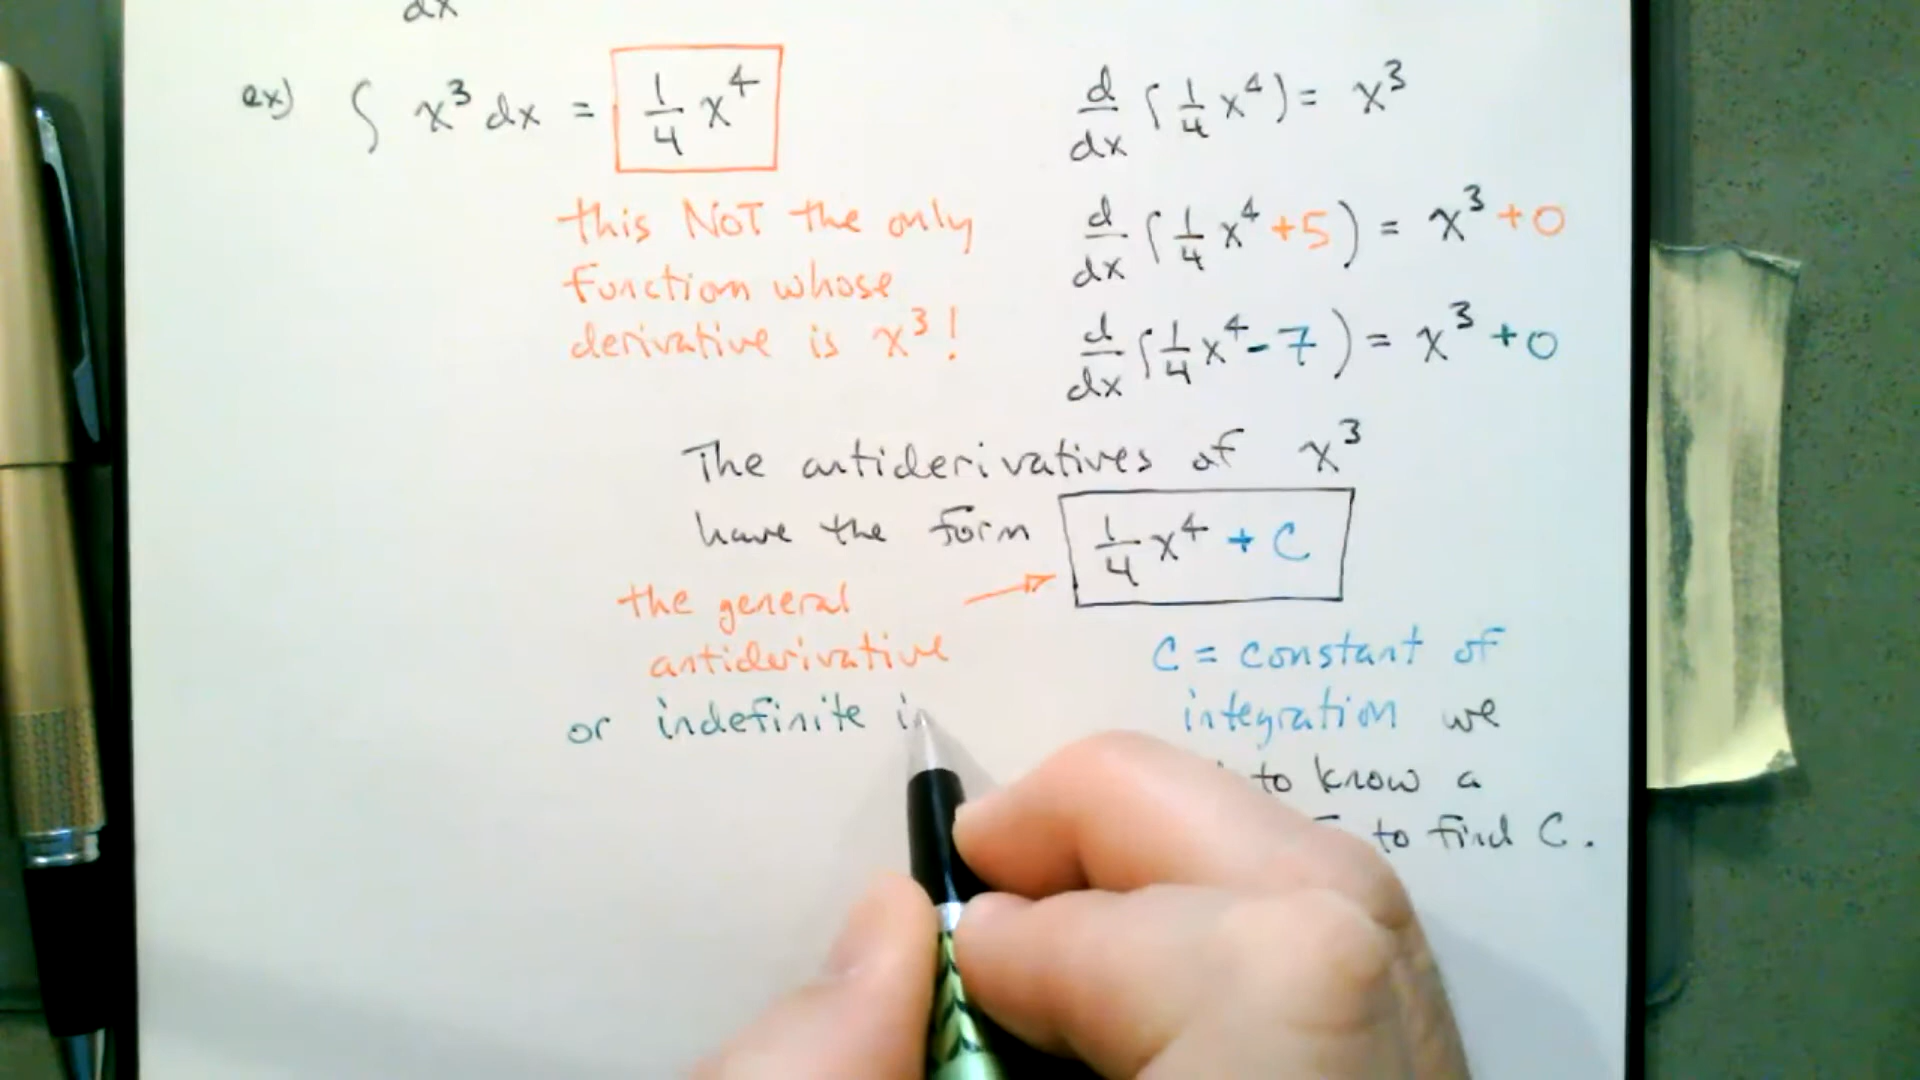 dx
ex) ∫ x³ dx = 1/4 x⁴
d/dx (1/4 x⁴) = x³
this NOT the only
function whose
derivative is x³!
d/dx (1/4 x⁴ +5) = x³ +0
d/dx (1/4 x⁴ - 7) = x³ +0
The antiderivatives of x³
have the form 1/4 x⁴ + C
the general
antiderivative
or indefinite in
C = constant of
integration we
to know a
to find C.